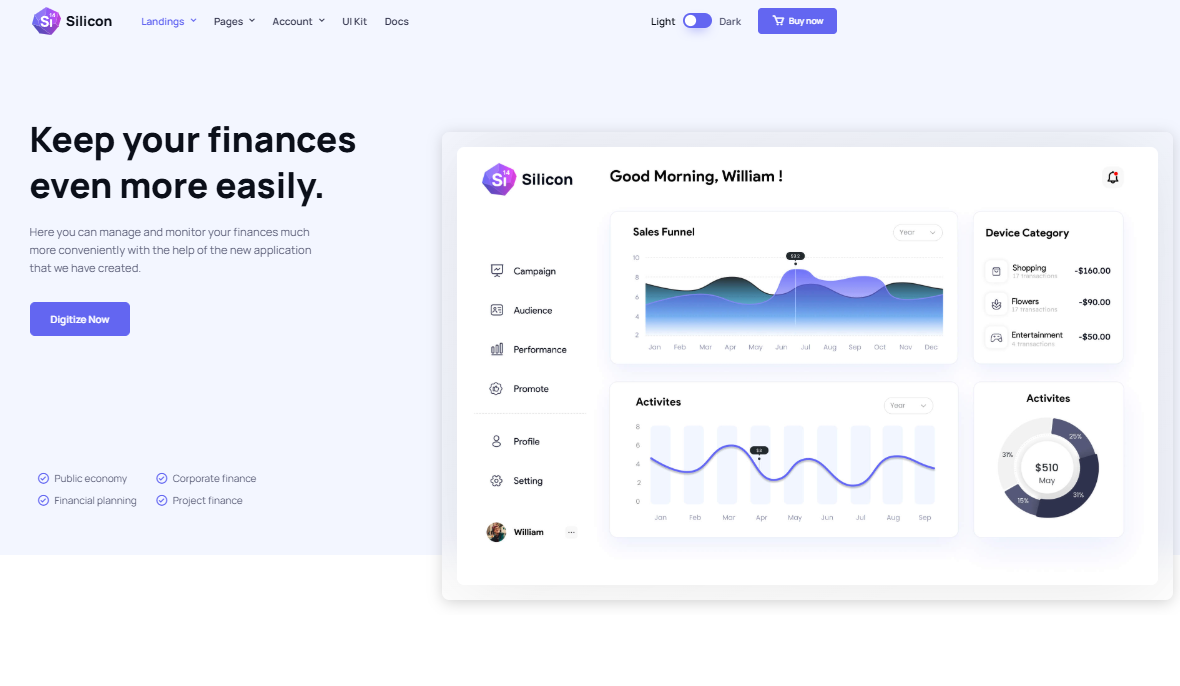 Si 14 Silicon
Landings Pages Account UI Kit Docs
Light Dark Buy now
Keep your finances
even more easily.
Here you can manage and monitor your finances much
more conveniently with the help of the new application
that we have created.
Digitize Now
Public economy Corporate finance
Financial planning Project finance
Si 14 Silicon
Campaign
Audience
Performance
Promote
Profile
Setting
William
Good Morning, William !
Sales Funnel Year
10
8
6
4
2
Jan Feb Mar Apr May Jun Jul Aug Sep Oct Nov Dec
Device Category
Shopping -$160.00
17 transactions
Flowers -$90.00
17 transactions
Entertainment -$50.00
transactions
Activites Year
8
6
4
2
0
Jan Feb Mar Apr May Jun Jul Aug Sep
Activites
25%
31%
$510
May
31%
15%